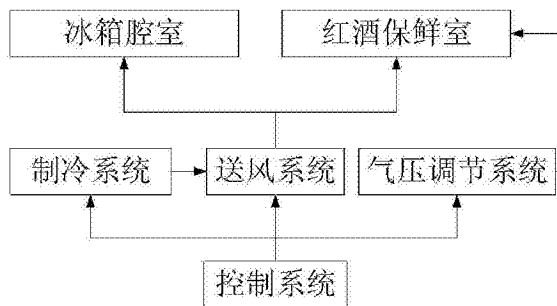 冰箱腔室
红酒保鲜室
制冷系统
送风系统
气压调节系统
控制系统